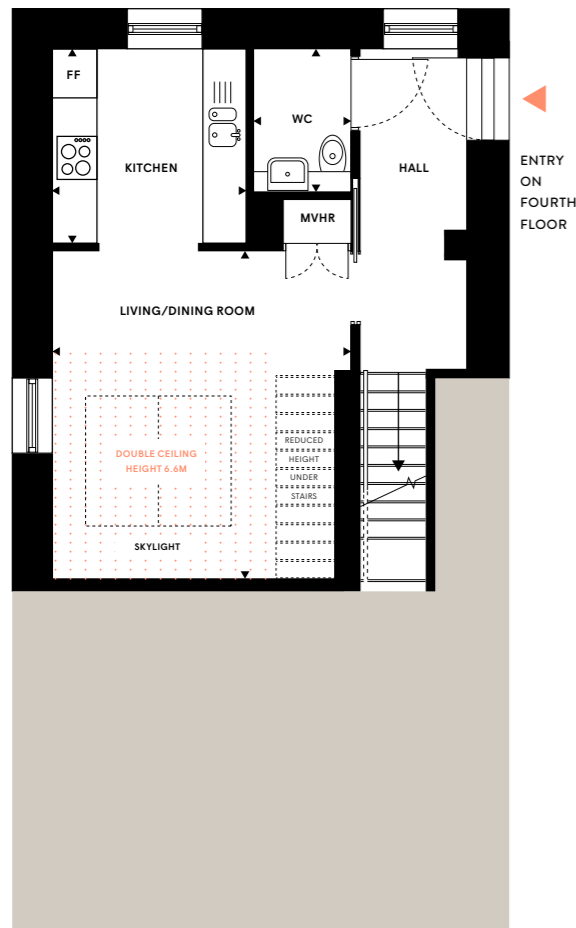 FF
WC
KITCHEN
HALL
ENTRY
ON
FOURTH
FLOOR
MVHR
LIVING/DINING ROOM
DOUBLE CEILING
HEIGHT 6.6M
REDUCED
HEIGHT
UNDER
STAIRS
SKYLIGHT